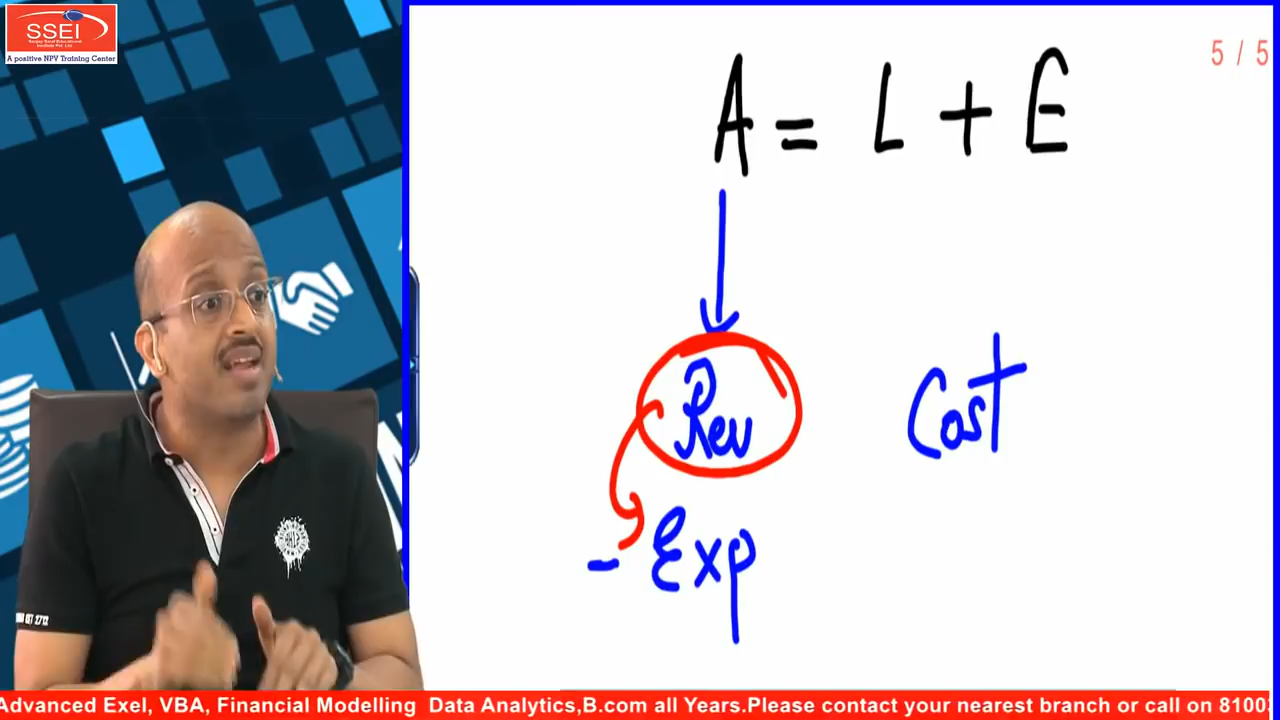 SSEI
A positive NPV Training Center
5 / 5
A = L + E
Rev
Cost
- Exp
Advanced Exel, VBA, Financial Modelling Data Analytics,B.com all Years.Please contact your nearest branch or call on 8100